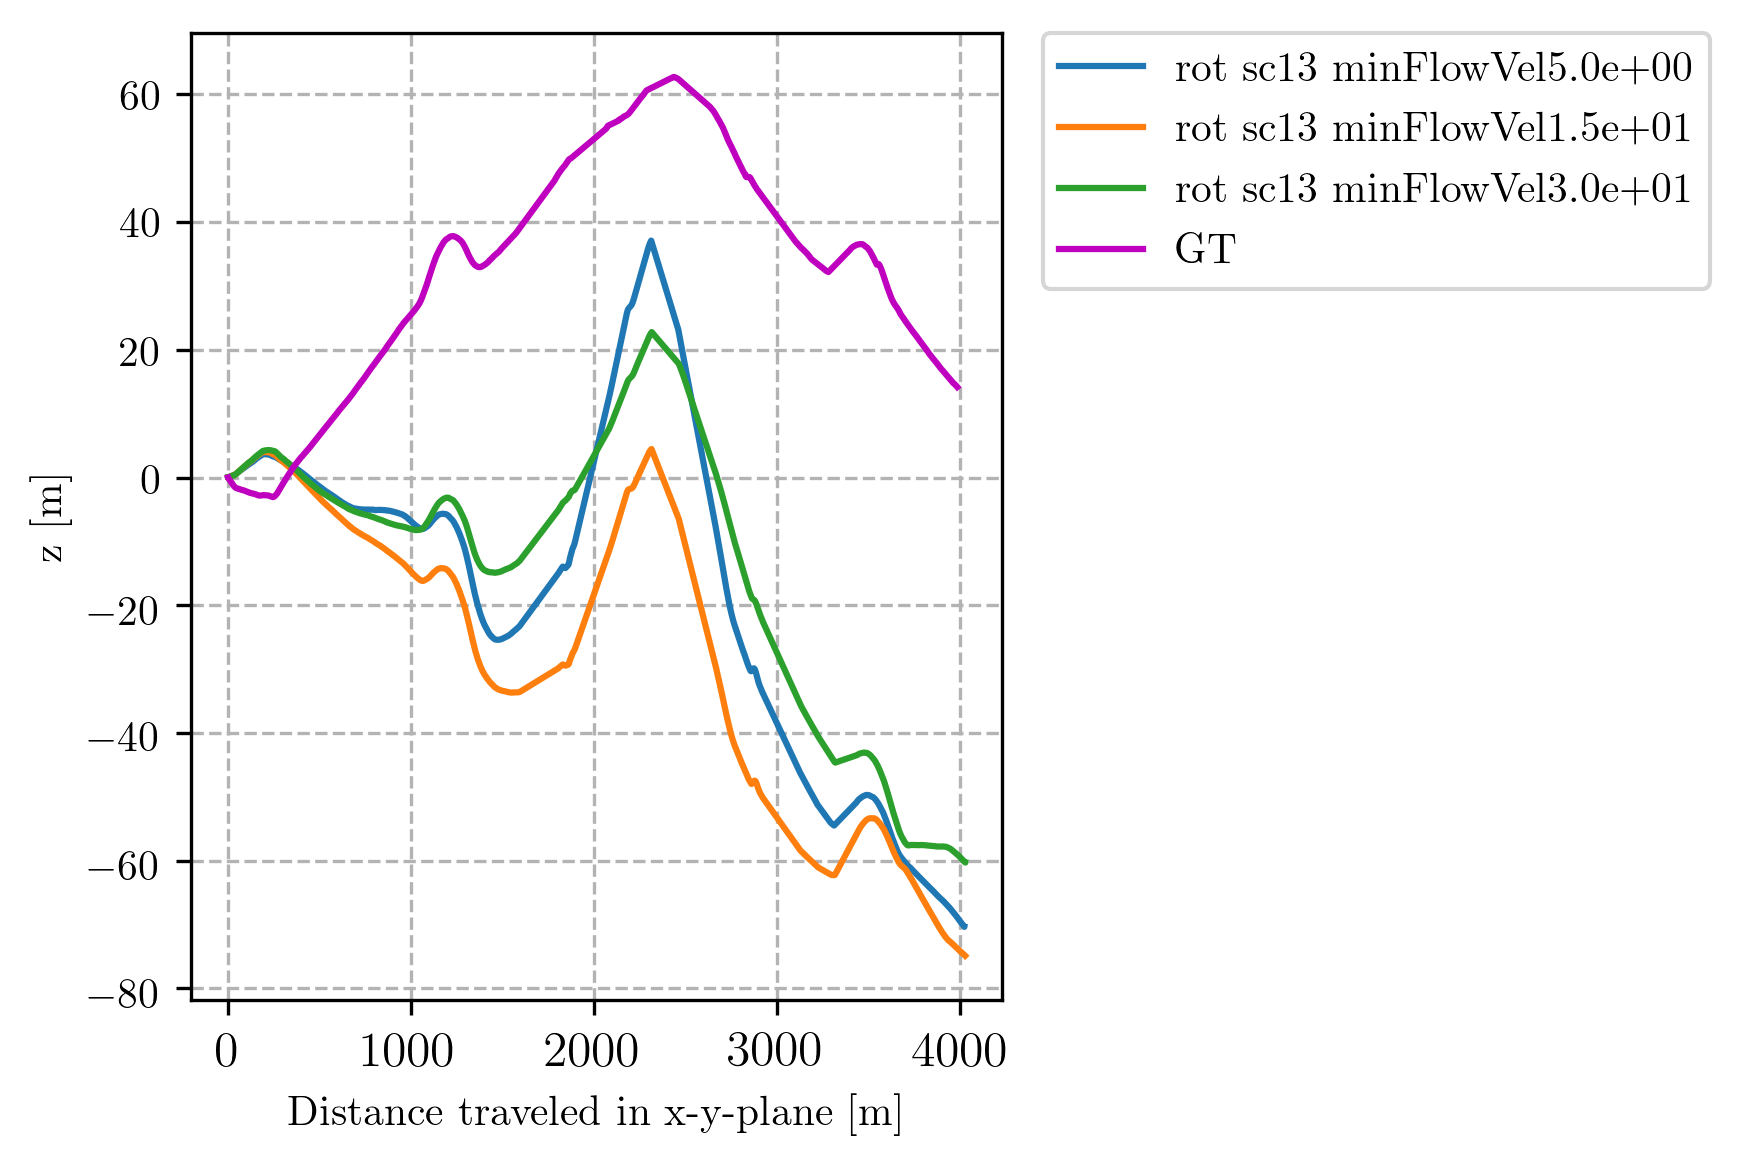 60
40
20
0
−20
−40
−60
−80
z [m]
0 1000 2000 3000 4000
Distance traveled in x-y-plane [m]
rot sc13 minFlowVel5.0e+00
rot sc13 minFlowVel1.5e+01
rot sc13 minFlowVel3.0e+01
GT